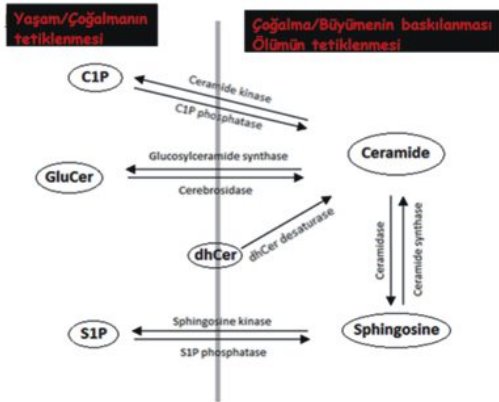 Yaşam/Çoğalmanın
tetiklenmesi
Çoğalma/Büyümenin baskılanması
Ölümün tetiklenmesi
C1P
Ceramide kinase
C1P phosphatase
Ceramide
Glucosylceramide synthase
GluCer
Cerebrosidase
dhCer
dhCer desaturase
Ceramidase
Ceramide synthase
Sphingosine kinase
S1P
Sphingosine
S1P phosphatase